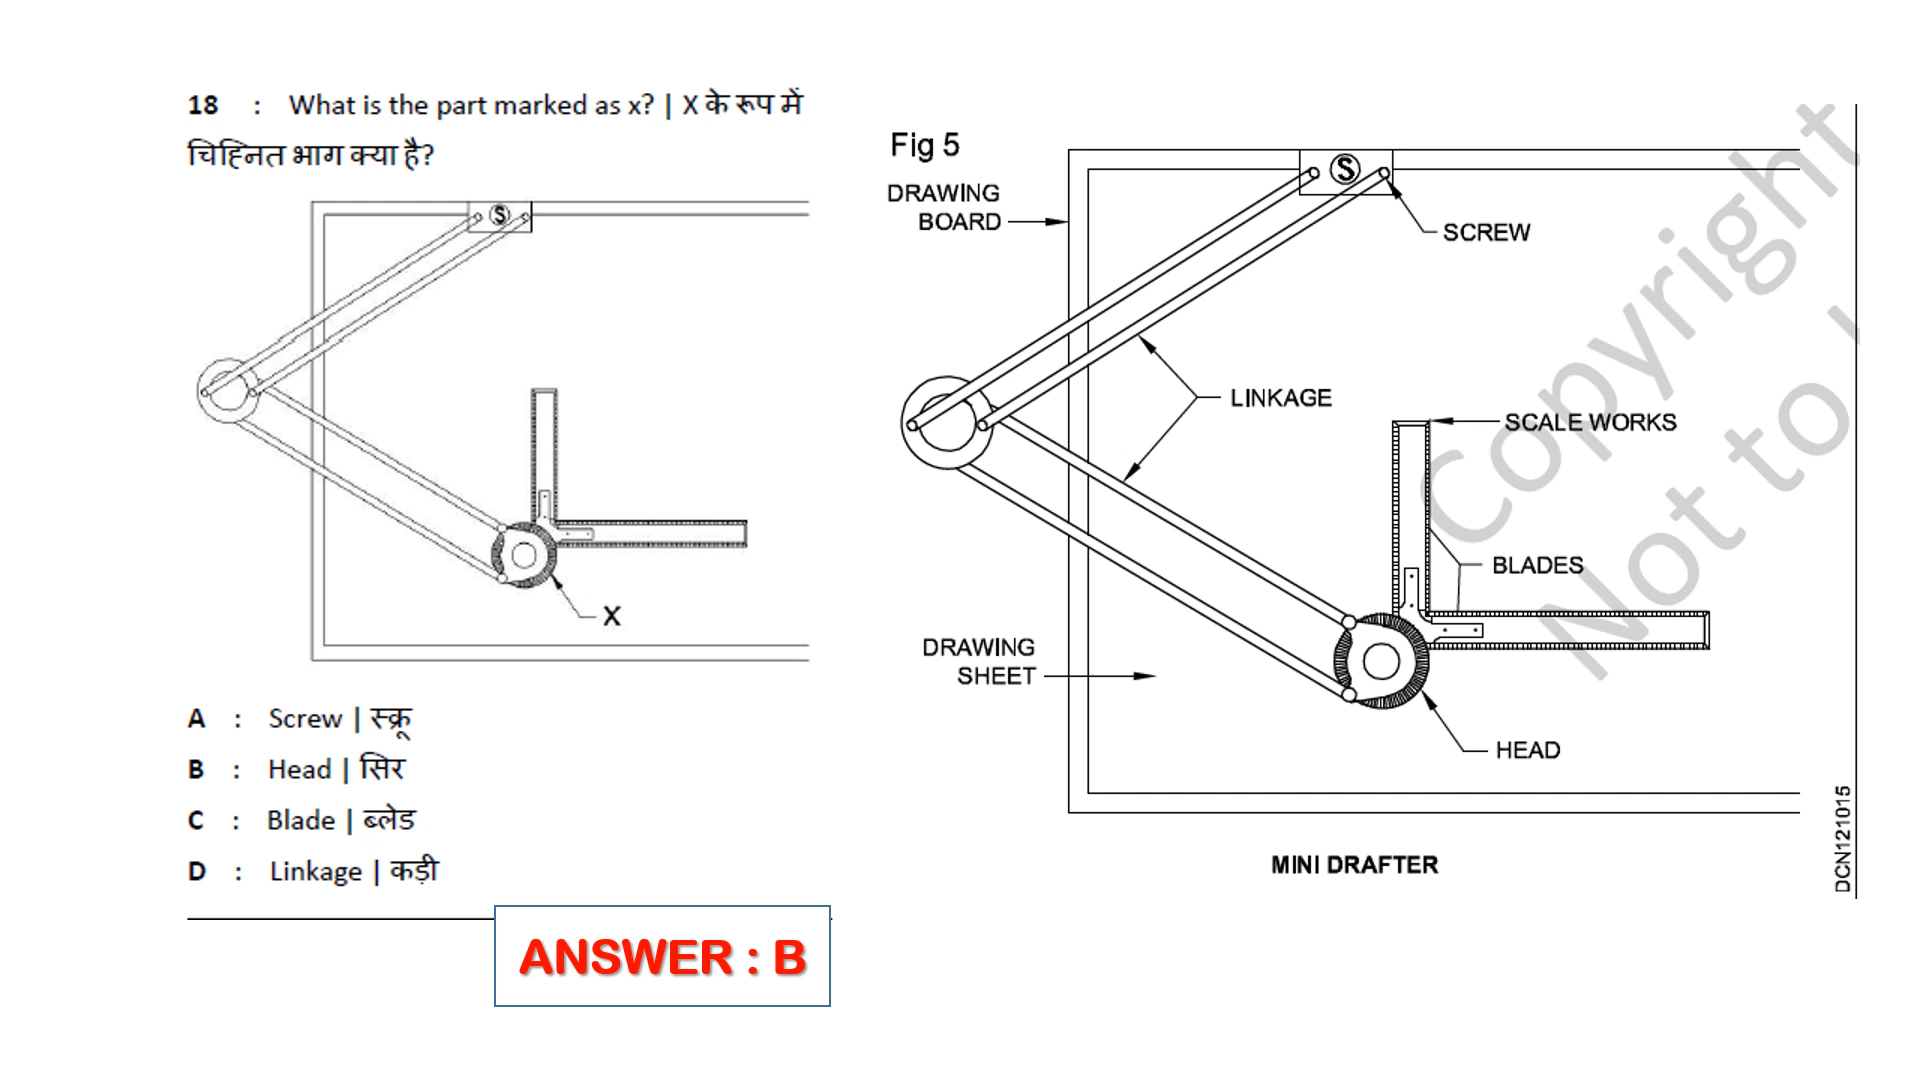 18 : What is the part marked as x? | X के रूप में
चिह्नित भाग क्या है?
S
X
A : Screw | स्क्रू
B : Head | सिर
C : Blade | ब्लेड
D : Linkage | कड़ी
ANSWER : B
Fig 5
DRAWING
BOARD
S
SCREW
LINKAGE
SCALE WORKS
BLADES
DRAWING
SHEET
HEAD
MINI DRAFTER
DCN121015
Copyright
Not to